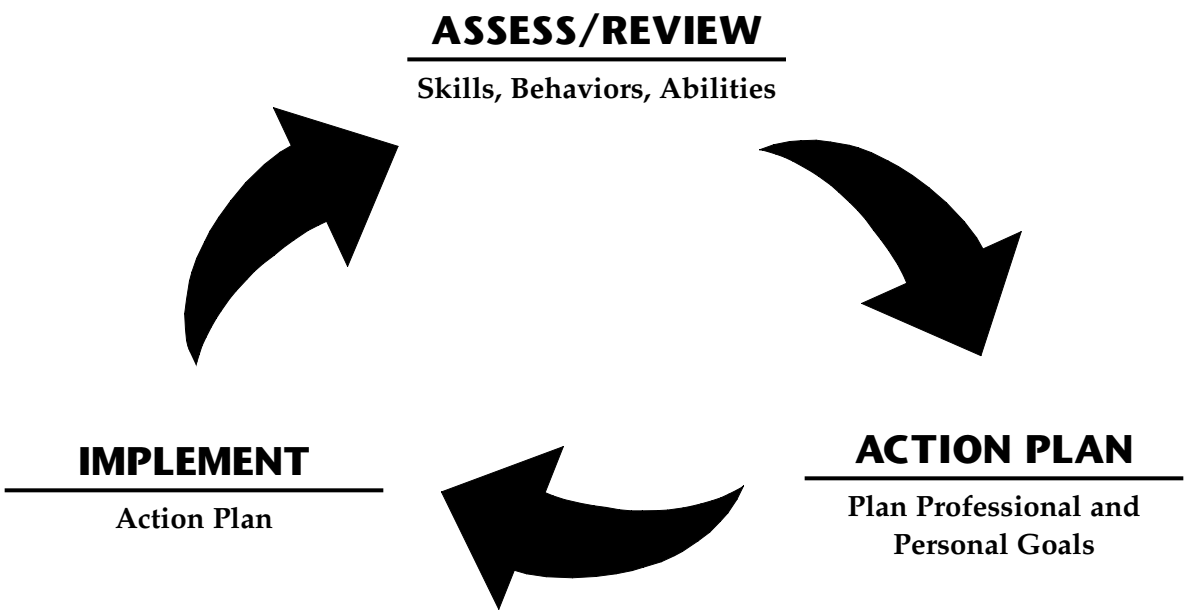 ASSESS/REVIEW
Skills, Behaviors, Abilities
ACTION PLAN
Plan Professional and
Personal Goals
IMPLEMENT
Action Plan